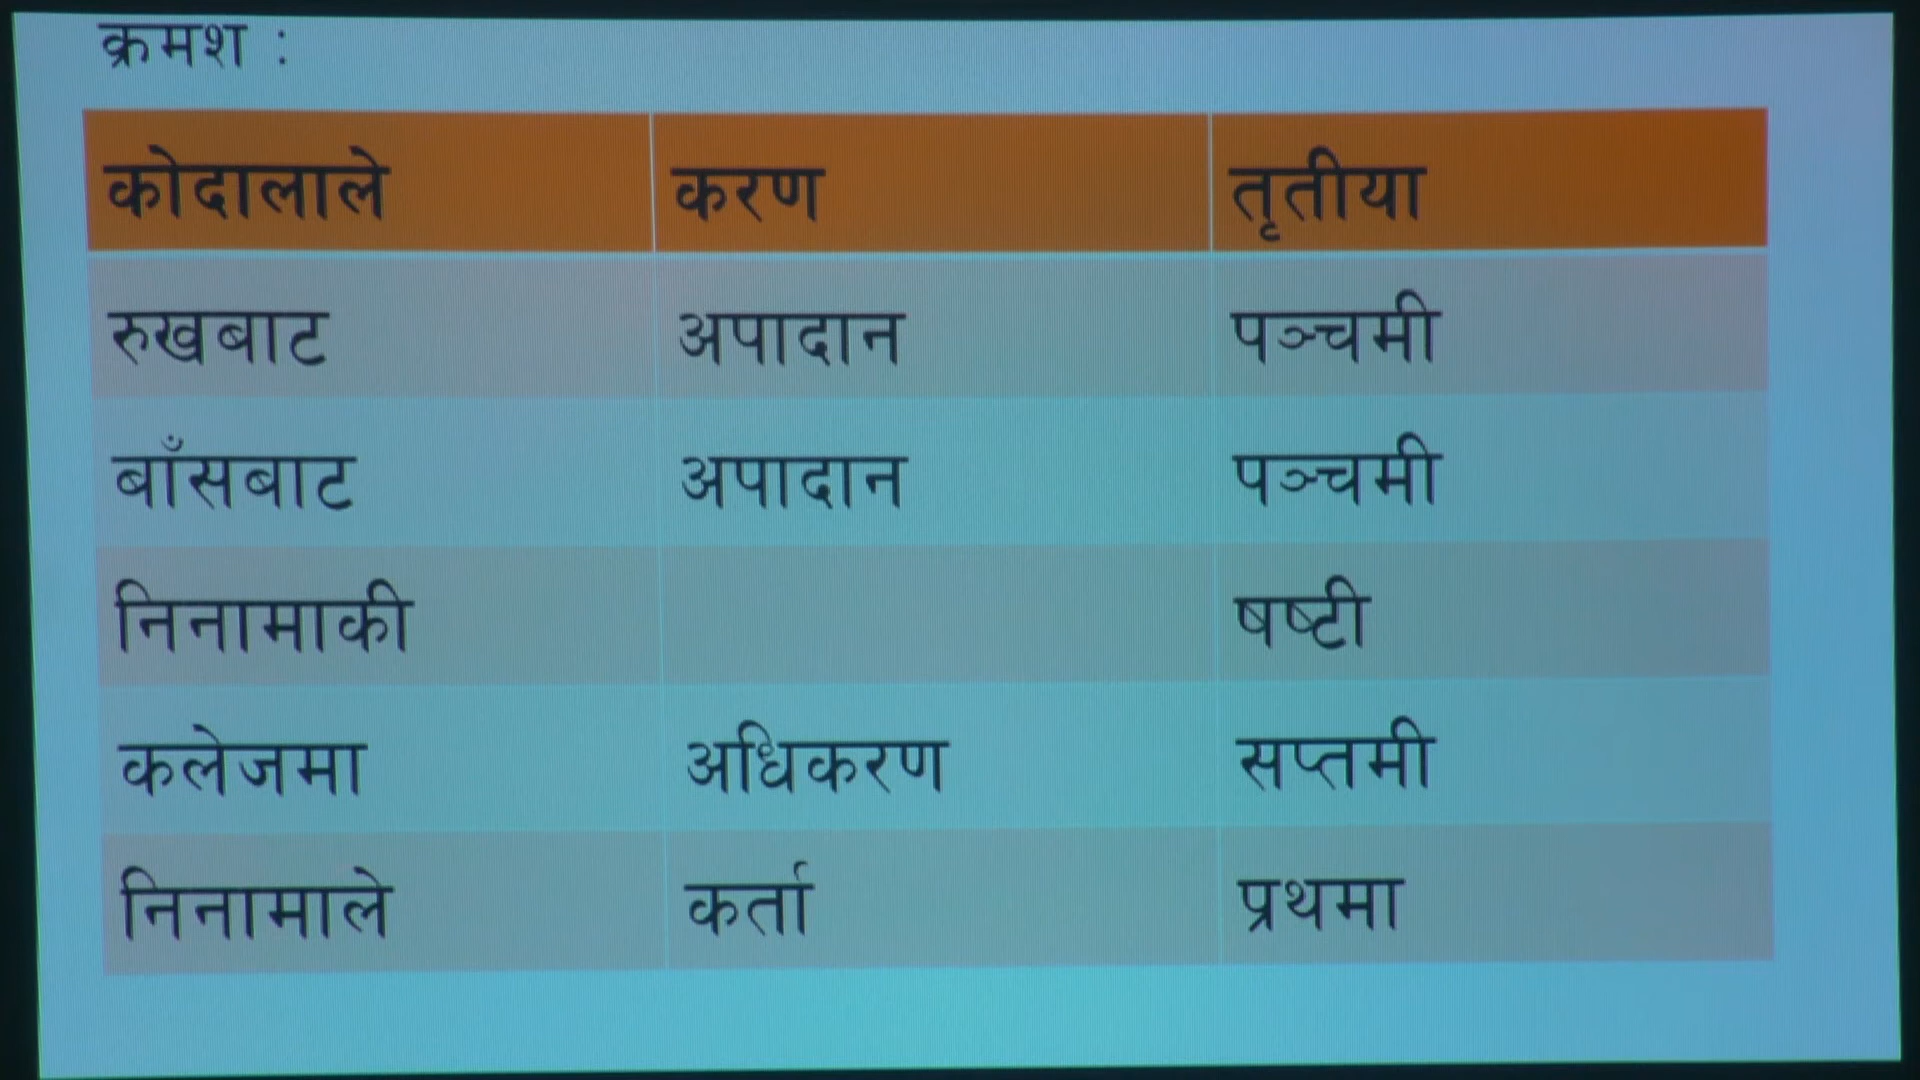 क्रमश :
कोदालाले करण तृतीया
रुखबाट अपादान पञ्चमी
बाँसबाट अपादान पञ्चमी
निनामाकी षष्टी
कलेजमा अधिकरण सप्तमी
निनामाले कर्ता प्रथमा